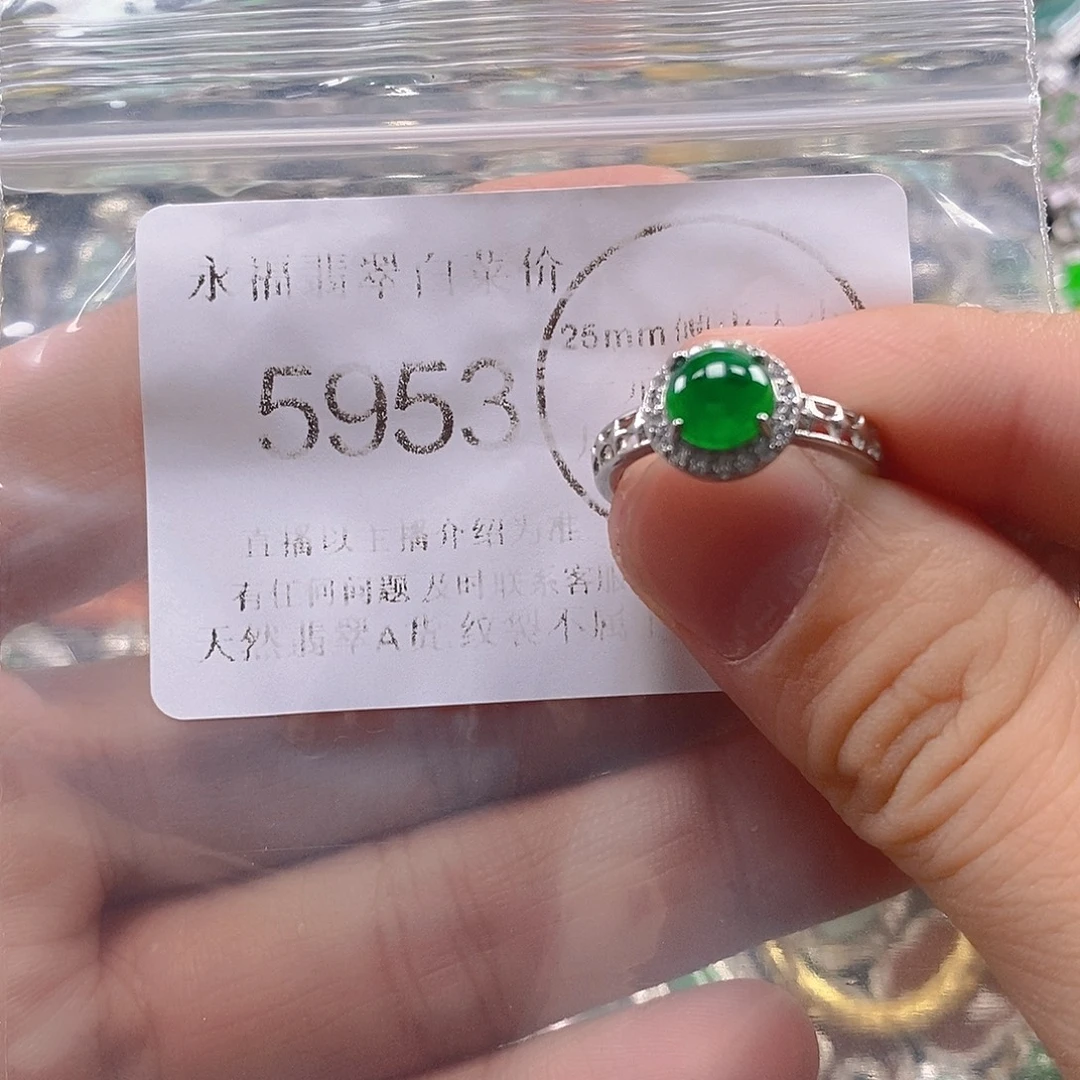 永福翡翠白菜价
25mm
5953
直播以主播介绍为准
有任何问题及时联系客服
天然翡翠A货 纹裂不属